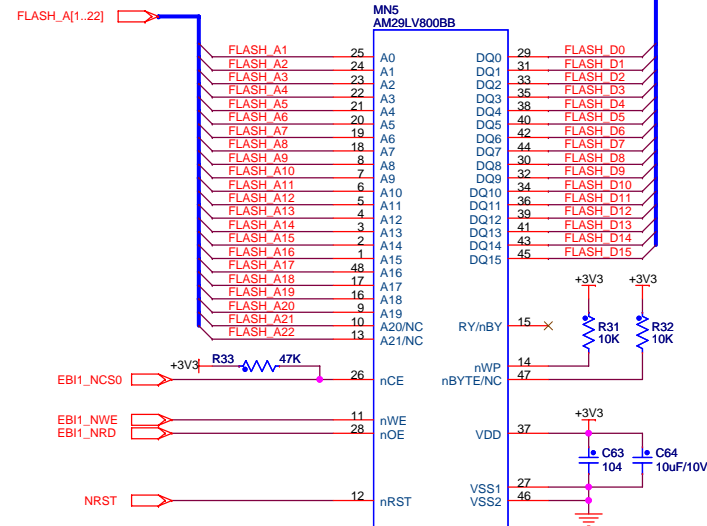 FLASH_A[1..22]
MN5
AM29LV800BB
FLASH_A1 25 A0 DQ0 29 FLASH_D0
FLASH_A2 24 A1 DQ1 31 FLASH_D1
FLASH_A3 23 A2 DQ2 33 FLASH_D2
FLASH_A4 22 A3 DQ3 35 FLASH_D3
FLASH_A5 21 A4 DQ4 38 FLASH_D4
FLASH_A6 20 A5 DQ5 40 FLASH_D5
FLASH_A7 19 A6 DQ6 42 FLASH_D6
FLASH_A8 18 A7 DQ7 44 FLASH_D7
FLASH_A9 8 A8 DQ8 30 FLASH_D8
FLASH_A10 7 A9 DQ9 32 FLASH_D9
FLASH_A11 6 A10 DQ10 34 FLASH_D10
FLASH_A12 5 A11 DQ11 36 FLASH_D11
FLASH_A13 4 A12 DQ12 39 FLASH_D12
FLASH_A14 3 A13 DQ13 41 FLASH_D13
FLASH_A15 2 A14 DQ14 43 FLASH_D14
FLASH_A16 1 A15 DQ15 45 FLASH_D15
FLASH_A17 48 A16
FLASH_A18 17 A17
FLASH_A19 16 A18
FLASH_A20 9 A19
FLASH_A21 10 A20/NC RY/nBY 15
FLASH_A22 13 A21/NC
+3V3 +3V3
R31 R32
10K 10K
+3V3 R33 47K
nWP 14
EBI1_NCS0 26 nCE nBYTE/NC 47
+3V3
EBI1_NWE 11 nWE
EBI1_NRD 28 nOE VDD 37
C63 C64
104 10uF/10V
VSS1 27
NRST 12 nRST VSS2 46